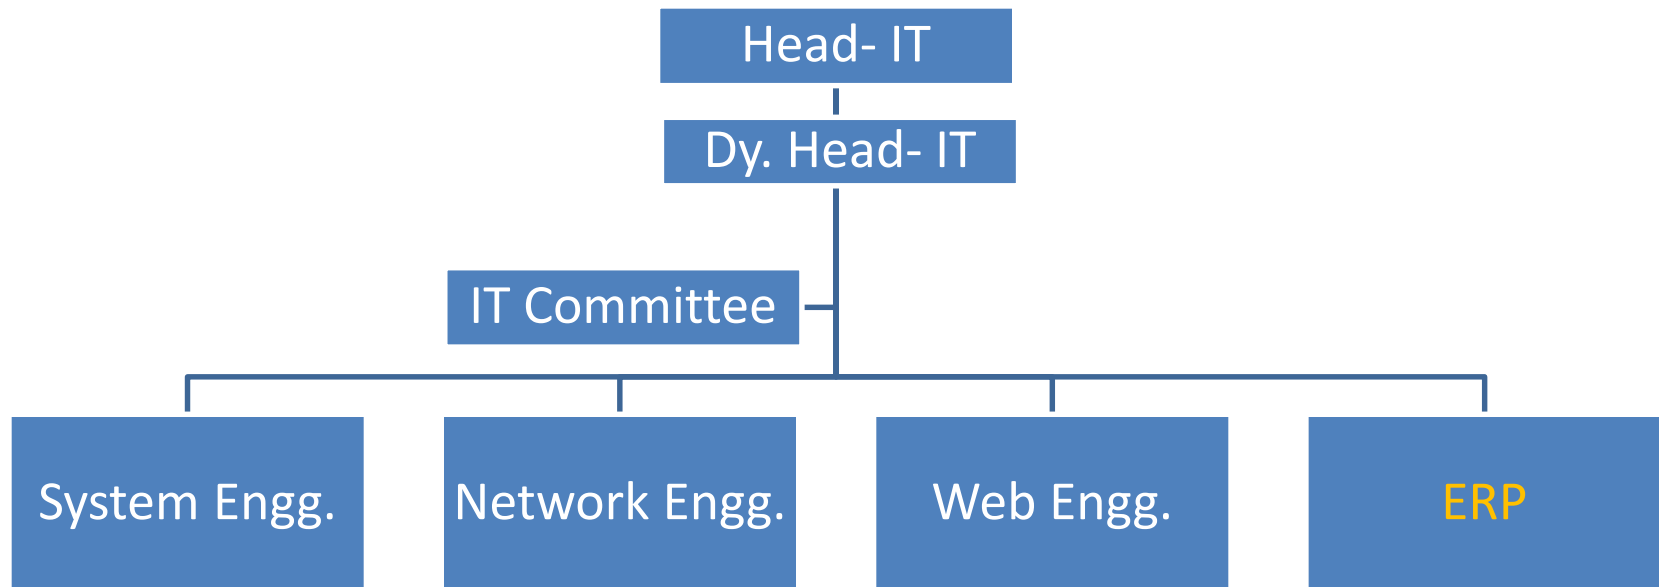 Head- IT
Dy. Head- IT
IT Committee
System Engg.
Network Engg.
Web Engg.
ERP